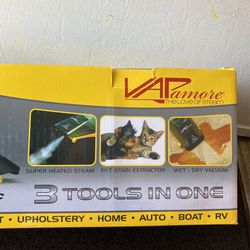 VAPamore
THE LOVE OF STEAM
SUPER HEATED STEAM PET STAIN EXTRACTOR WET - DRY VACUUM
3 TOOLS IN ONE
UPHOLSTERY • HOME • AUTO • BOAT • RV